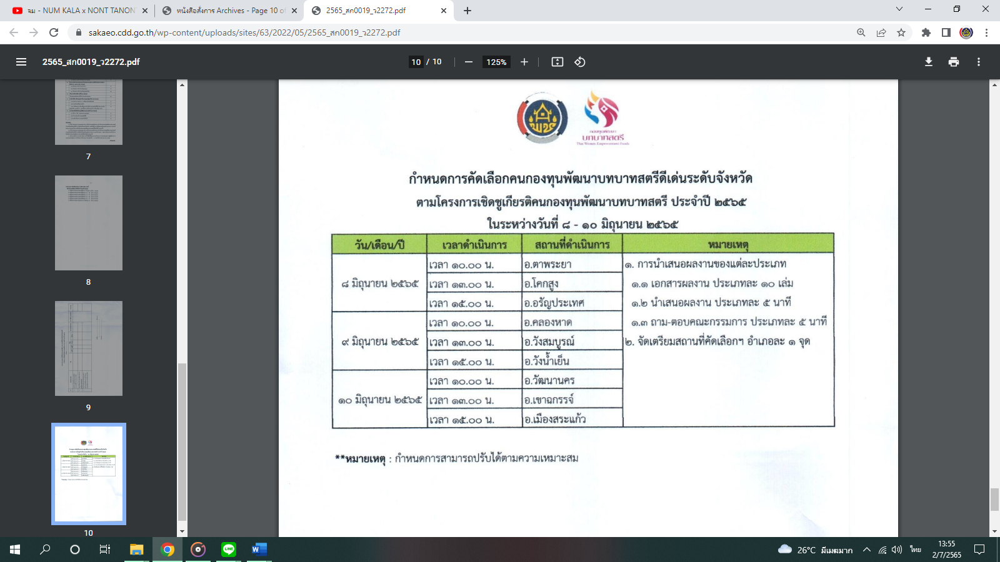 จม - NUM KALA x NONT TANON
หนังสือสั่งการ Archives - Page 10 of
2565_สก0019_ว2272.pdf
sakaeo.cdd.go.th/wp-content/uploads/sites/63/2022/05/2565_สก0019_ว2272.pdf
2565_สก0019_ว2272.pdf
10 / 10
125%
7
8
9
10
กองทุนพัฒนา
บทบาทสตรี
Thai Women Empowerment Funds
กำหนดการคัดเลือกคนกองทุนพัฒนาบทบาทสตรีดีเด่นระดับจังหวัด
ตามโครงการเชิดชูเกียรติคนกองทุนพัฒนาบทบาทสตรี ประจำปี ๒๕๖๕
ในระหว่างวันที่ ๘ - ๑๐ มิถุนายน ๒๕๖๕
วัน/เดือน/ปี เวลาดำเนินการ สถานที่ดำเนินการ หมายเหตุ
เวลา ๑๐.๐๐ น. อ.ตาพระยา ๑. การนำเสนอผลงานของแต่ละประเภท
๘ มิถุนายน ๒๕๖๕ เวลา ๑๓.๐๐ น. อ.โคกสูง ๑.๑ เอกสารผลงาน ประเภทละ ๑๐ เล่ม
เวลา ๑๕.๐๐ น. อ.อรัญประเทศ ๑.๒ นำเสนอผลงาน ประเภทละ ๕ นาที
เวลา ๑๐.๐๐ น. อ.คลองหาด ๑.๓ ถาม-ตอบคณะกรรมการ ประเภทละ ๕ นาที
๙ มิถุนายน ๒๕๖๕ เวลา ๑๓.๐๐ น. อ.วังสมบูรณ์ ๒. จัดเตรียมสถานที่คัดเลือกฯ อำเภอละ ๑ จุด
เวลา ๑๕.๐๐ น. อ.วังน้ำเย็น
เวลา ๑๐.๐๐ น. อ.วัฒนานคร
๑๐ มิถุนายน ๒๕๖๕ เวลา ๑๓.๐๐ น. อ.เขาฉกรรจ์
เวลา ๑๕.๐๐ น. อ.เมืองสระแก้ว
**หมายเหตุ : กำหนดการสามารถปรับได้ตามความเหมาะสม
26°C มีเมฆมาก
ไทย
13:55
2/7/2565